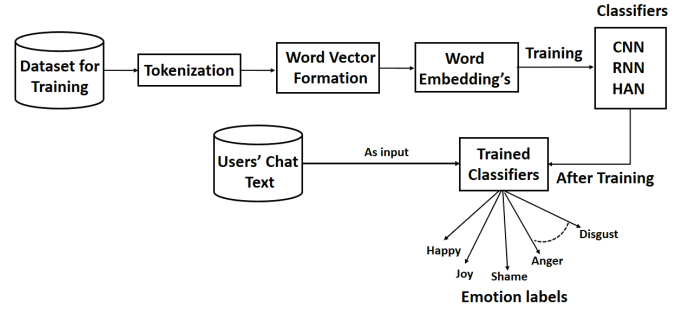 Classifiers
Dataset for
Training
Tokenization
Word Vector
Formation
Word
Embedding's
Training
CNN
RNN
HAN
Users' Chat
Text
As input
Trained
Classifiers
After Training
Happy
Joy
Shame
Anger
Disgust
Emotion labels